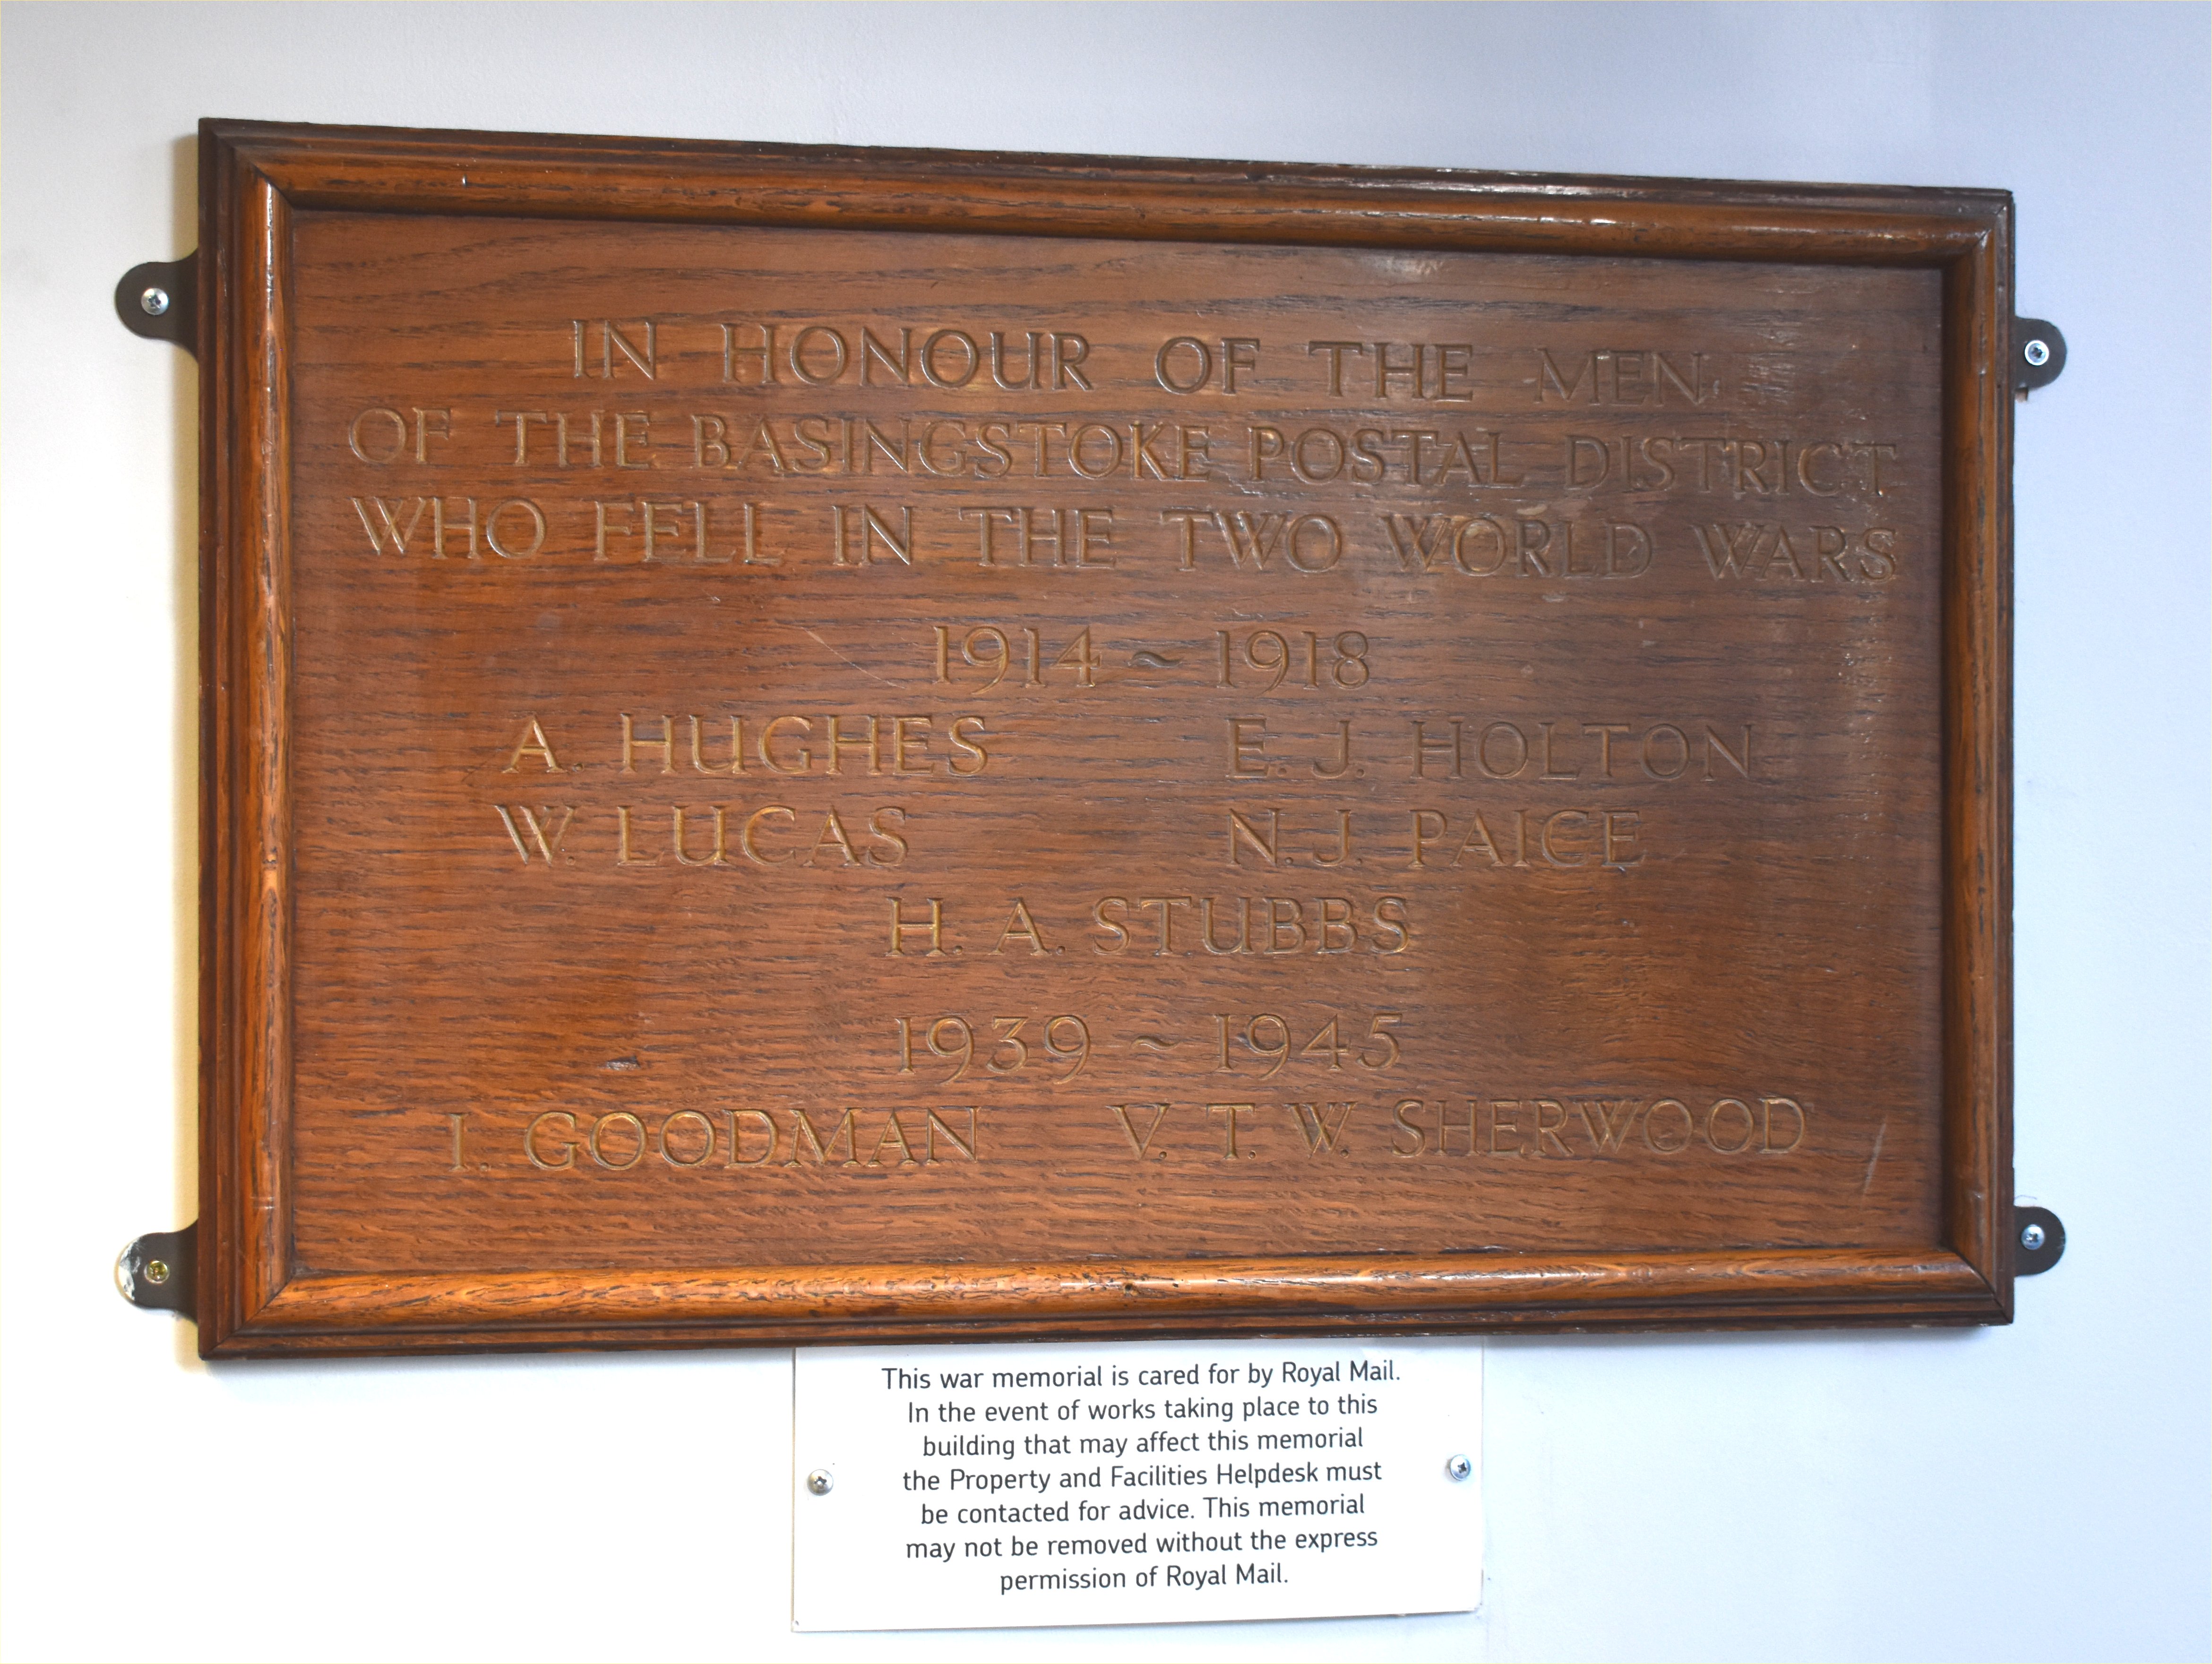 IN HONOUR OF THE MEN
OF THE BASINGSTOKE POSTAL DISTRICT
WHO FELL IN THE TWO WORLD WARS
1914 ~ 1918
A. HUGHES E. J. HOLTON
W. LUCAS N. J. PAICE
H. A. STUBBS
1939 ~ 1945
I. GOODMAN V. T. W. SHERWOOD
This war memorial is cared for by Royal Mail.
In the event of works taking place to this
building that may affect this memorial
the Property and Facilities Helpdesk must
be contacted for advice. This memorial
may not be removed without the express
permission of Royal Mail.